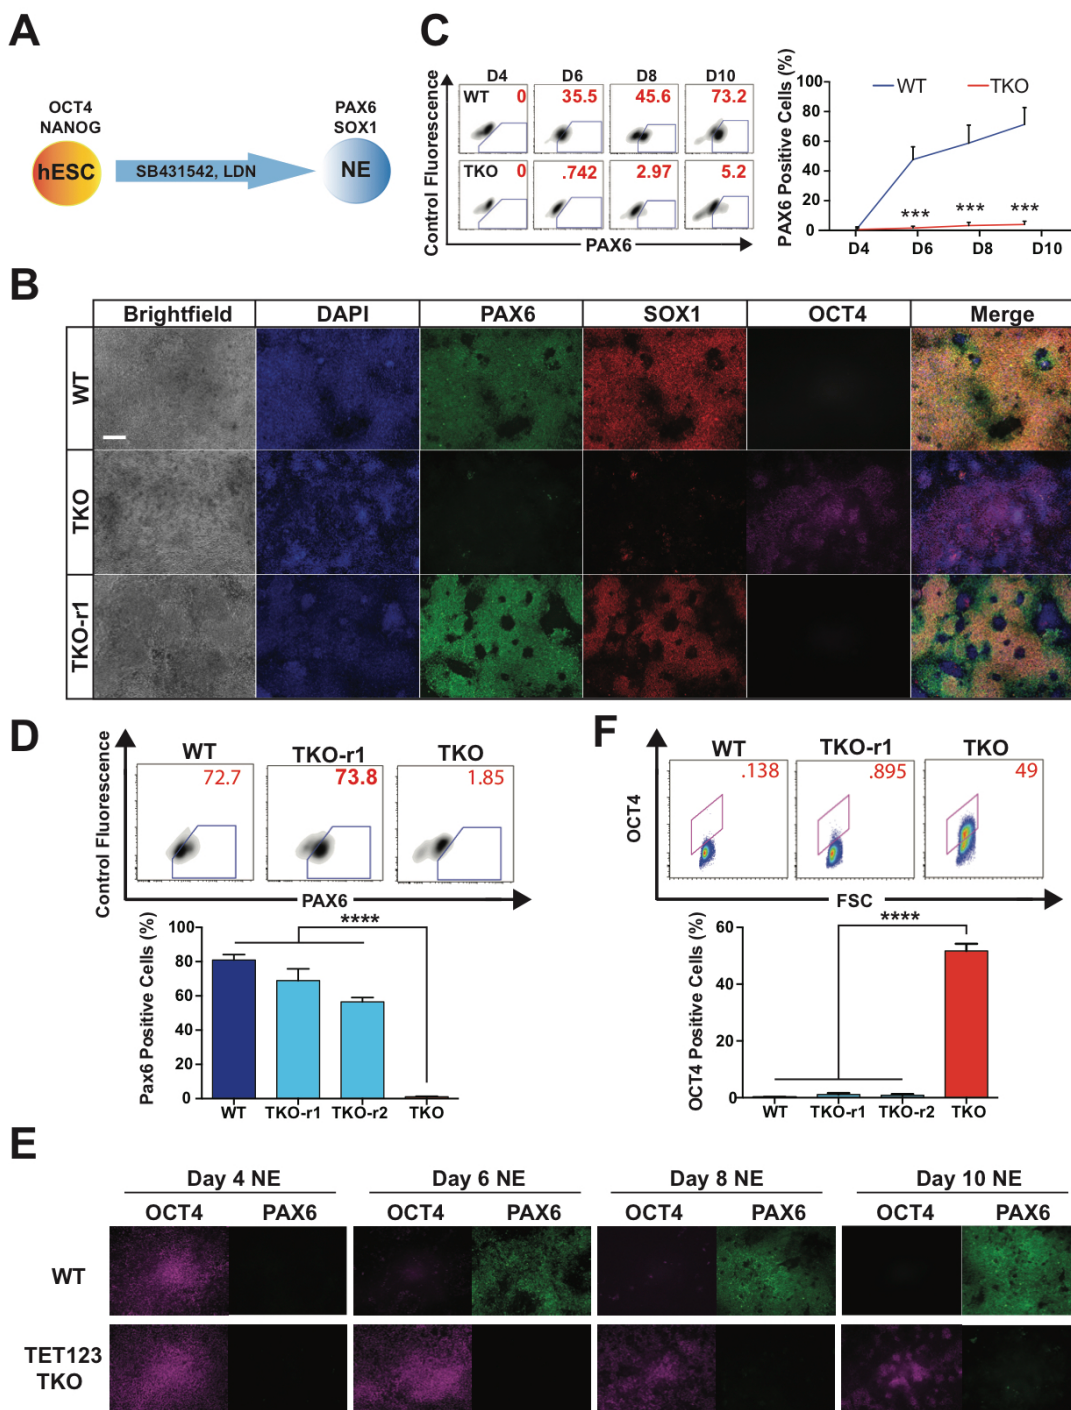 A
OCT4
NANOG
hESC
SB431542, LDN
PAX6
SOX1
NE
C
D4 D6 D8 D10
WT 0 35.5 45.6 73.2
TKO 0 .742 2.97 5.2
Control Fluorescence
PAX6
PAX6 Positive Cells (%)
WT TKO
100
80
60
40
20
0
*** *** ***
D4 D6 D8 D10
B
Brightfield DAPI PAX6 SOX1 OCT4 Merge
WT
TKO
TKO-r1
D
Control Fluorescence
WT TKO-r1 TKO
72.7 73.8 1.85
PAX6
Pax6 Positive Cells (%)
****
100
80
60
40
20
0
WT TKO-r1 TKO-r2 TKO
F
OCT4
WT TKO-r1 TKO
.138 .895 49
FSC
OCT4 Positive Cells (%)
****
60
40
20
0
WT TKO-r1 TKO-r2 TKO
E
Day 4 NE Day 6 NE Day 8 NE Day 10 NE
OCT4 PAX6 OCT4 PAX6 OCT4 PAX6 OCT4 PAX6
WT
TET123
TKO